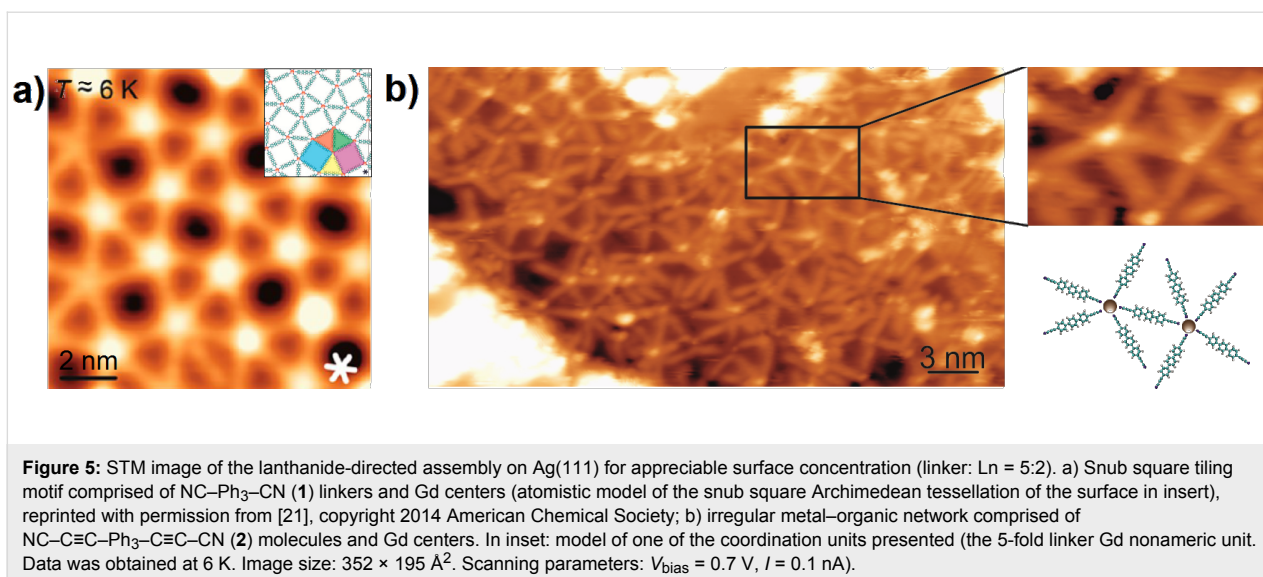 a)
T ≈ 6 K
2 nm
b)
3 nm
Figure 5: STM image of the lanthanide-directed assembly on Ag(111) for appreciable surface concentration (linker: Ln = 5:2). a) Snub square tiling
motif comprised of NC–Ph₃–CN (1) linkers and Gd centers (atomistic model of the snub square Archimedean tessellation of the surface in insert),
reprinted with permission from [21], copyright 2014 American Chemical Society; b) irregular metal–organic network comprised of
NC–C≡C–Ph₃–C≡C–CN (2) molecules and Gd centers. In inset: model of one of the coordination units presented (the 5-fold linker Gd nonameric unit.
Data was obtained at 6 K. Image size: 352 × 195 Å². Scanning parameters: V_bias = 0.7 V, I = 0.1 nA).